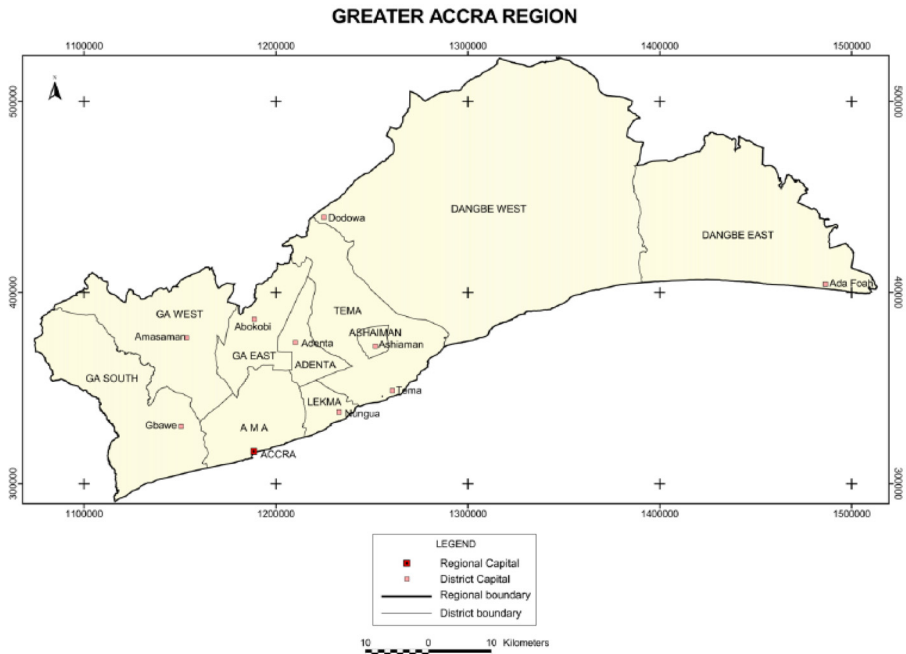 GREATER ACCRA REGION
1100000 1200000 1300000 1400000 1500000
N
500000 500000
DANGBE WEST
Dodowa
DANGBE EAST
Ada Foah
400000 400000
GA WEST
TEMA
Abokobi
Amasaman
ASHAIMAN
Adenta
Ashiaman
GA EAST
ADENTA
GA SOUTH
Tema
LEKMA
Nungua
Gbawe
A M A
ACCRA
300000 300000
1100000 1200000 1300000 1400000 1500000
LEGEND
Regional Capital
District Capital
Regional boundary
District boundary
10 0 10 Kilometers